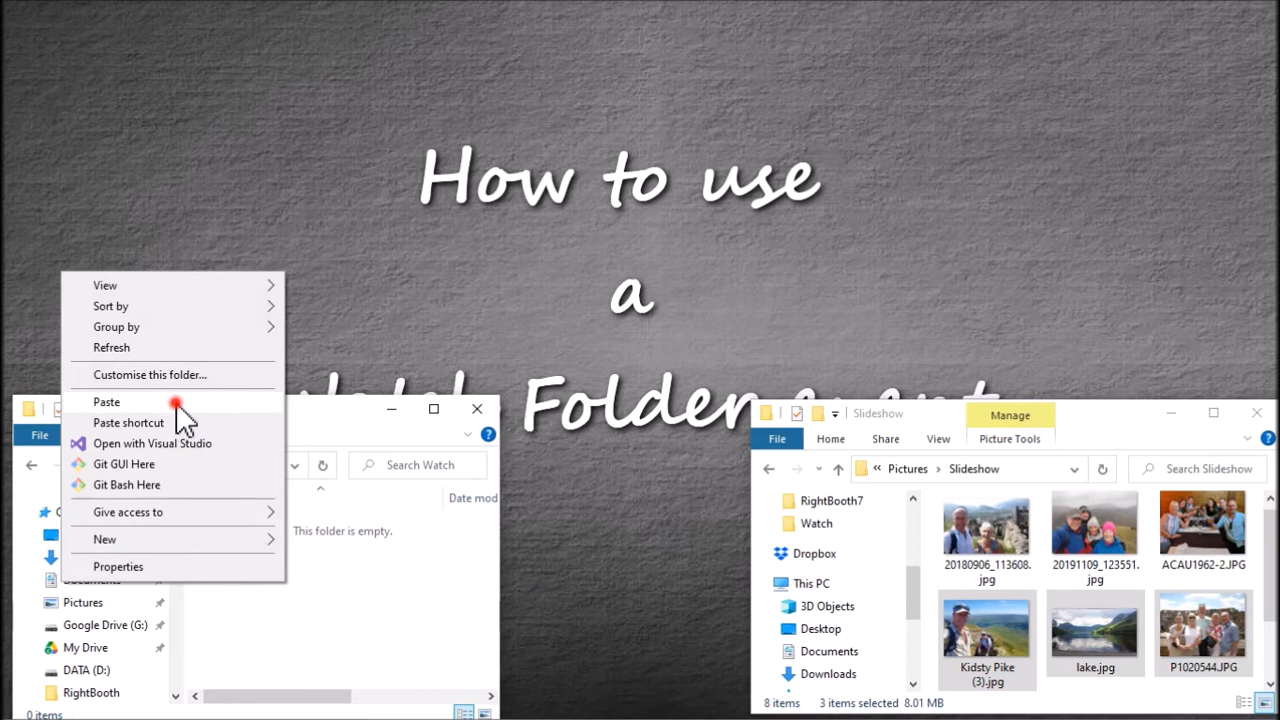 How to use
a
Folder
View
Sort by
Group by
Refresh
Customise this folder...
Paste
Paste shortcut
Open with Visual Studio
Git GUI Here
Git Bash Here
Give access to
New
Properties
File
Search Watch
Date mod
This folder is empty.
Pictures
Google Drive (G:)
My Drive
DATA (D:)
RightBooth
0 items
Slideshow
Manage
File
Home
Share
View
Picture Tools
« Pictures › Slideshow
Search Slideshow
RightBooth7
Watch
Dropbox
This PC
3D Objects
Desktop
Documents
Downloads
20180906_113608.
jpg
20191109_123551.
jpg
ACAU1962-2.JPG
Kidsty Pike
(3).jpg
lake.jpg
P1020544.JPG
8 items
3 items selected 8.01 MB